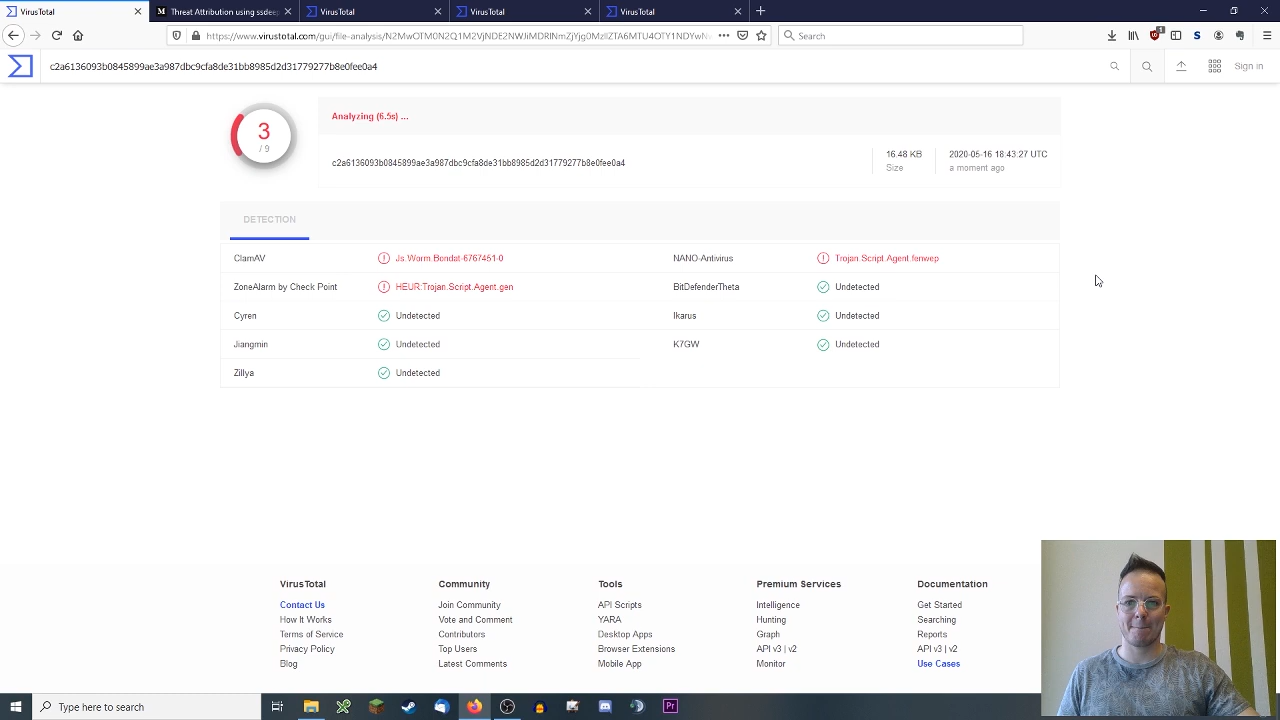 VirusTotal
Threat Attribution using ssdee
VirusTotal
VirusTotal
VirusTotal
Search
c2a6136093b0845899ae3a987dbc9cfa8de31bb8985d2d31779277b8e0fee0a4
Sign in
3
/ 9
Analyzing (6.5s) ...
c2a6136093b0845899ae3a987dbc9cfa8de31bb8985d2d31779277b8e0fee0a4
16.48 KB
Size
2020-05-16 18:43:27 UTC
a moment ago
DETECTION
ClamAV Js.Worm.Bondat-6767451-0 NANO-Antivirus Trojan.Script.Agent.fenwep
ZoneAlarm by Check Point HEUR:Trojan.Script.Agent.gen BitDefenderTheta Undetected
Cyren Undetected Ikarus Undetected
Jiangmin Undetected K7GW Undetected
Zillya Undetected
VirusTotal Community Tools Premium Services Documentation
Contact Us Join Community API Scripts Intelligence Get Started
How It Works Vote and Comment YARA Hunting Searching
Terms of Service Contributors Desktop Apps Graph Reports
Privacy Policy Top Users Browser Extensions API v3 | v2 API v3 | v2
Blog Latest Comments Mobile App Monitor Use Cases
Type here to search
Pr